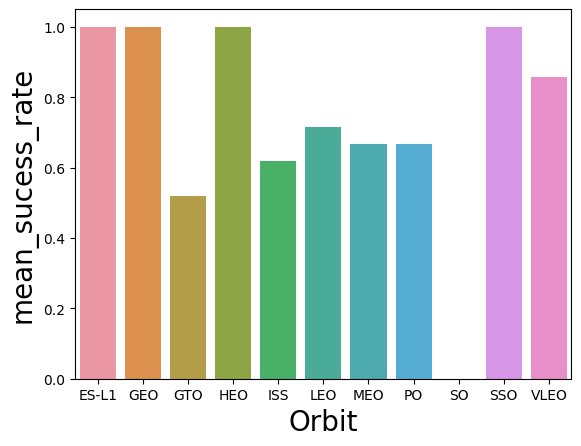 mean_sucess_rate
1.0
0.8
0.6
0.4
0.2
0.0
ES-L1 GEO GTO HEO ISS LEO MEO PO SO SSO VLEO
Orbit